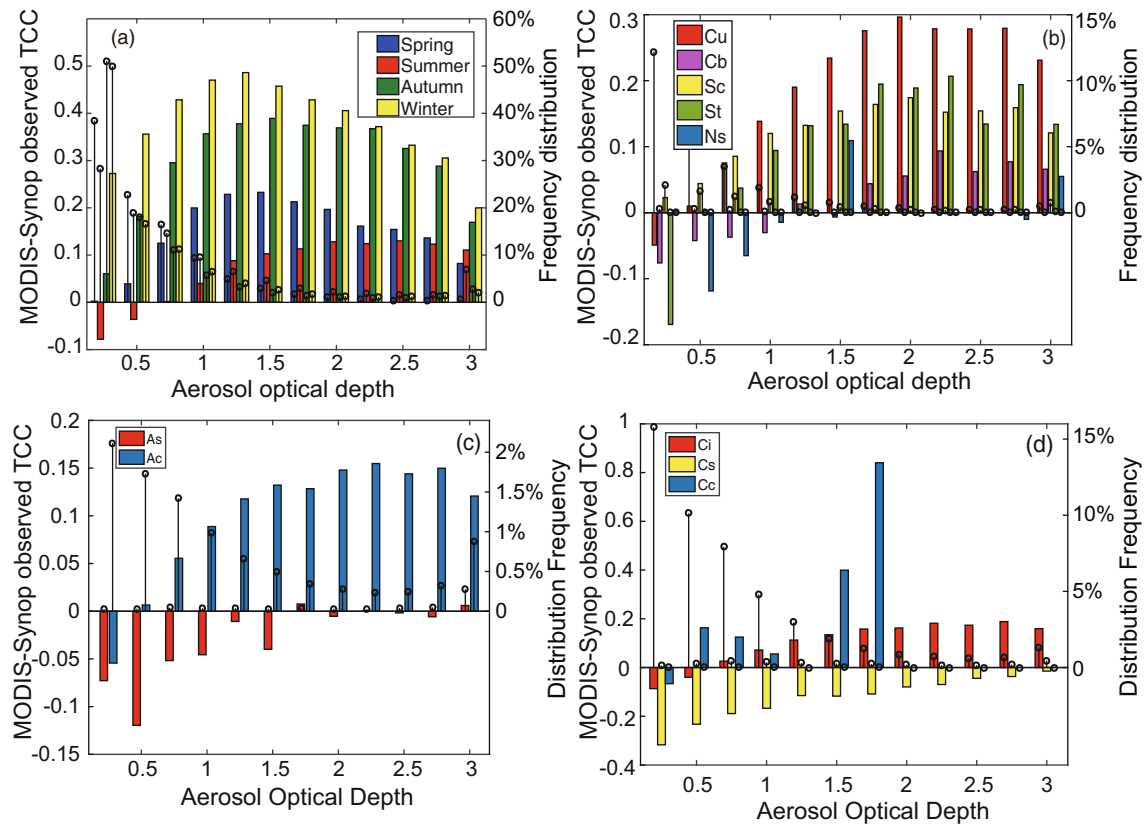 (a)
MODIS-Synop observed TCC
0.5
0.4
0.3
0.2
0.1
0
-0.1
Spring
Summer
Autumn
Winter
60%
50%
40%
30%
20%
10%
0
Frequency distribution
0.5 1 1.5 2 2.5 3
Aerosol optical depth
(b)
MODIS-Synop observed TCC
0.3
0.2
0.1
0
-0.1
-0.2
Cu
Cb
Sc
St
Ns
15%
10%
5%
0
Frequency distribution
0.5 1 1.5 2 2.5 3
Aerosol optical depth
(c)
MODIS-Synop observed TCC
0.2
0.15
0.1
0.05
0
-0.05
-0.1
-0.15
As
Ac
2%
1.5%
1%
0.5%
0
Distribution Frequency
0.5 1 1.5 2 2.5 3
Aerosol Optical Depth
(d)
MODIS-Synop observed TCC
1
0.8
0.6
0.4
0.2
0
-0.2
-0.4
Ci
Cs
Cc
15%
10%
5%
0
Distribution Frequency
0.5 1 1.5 2 2.5 3
Aerosol Optical Depth